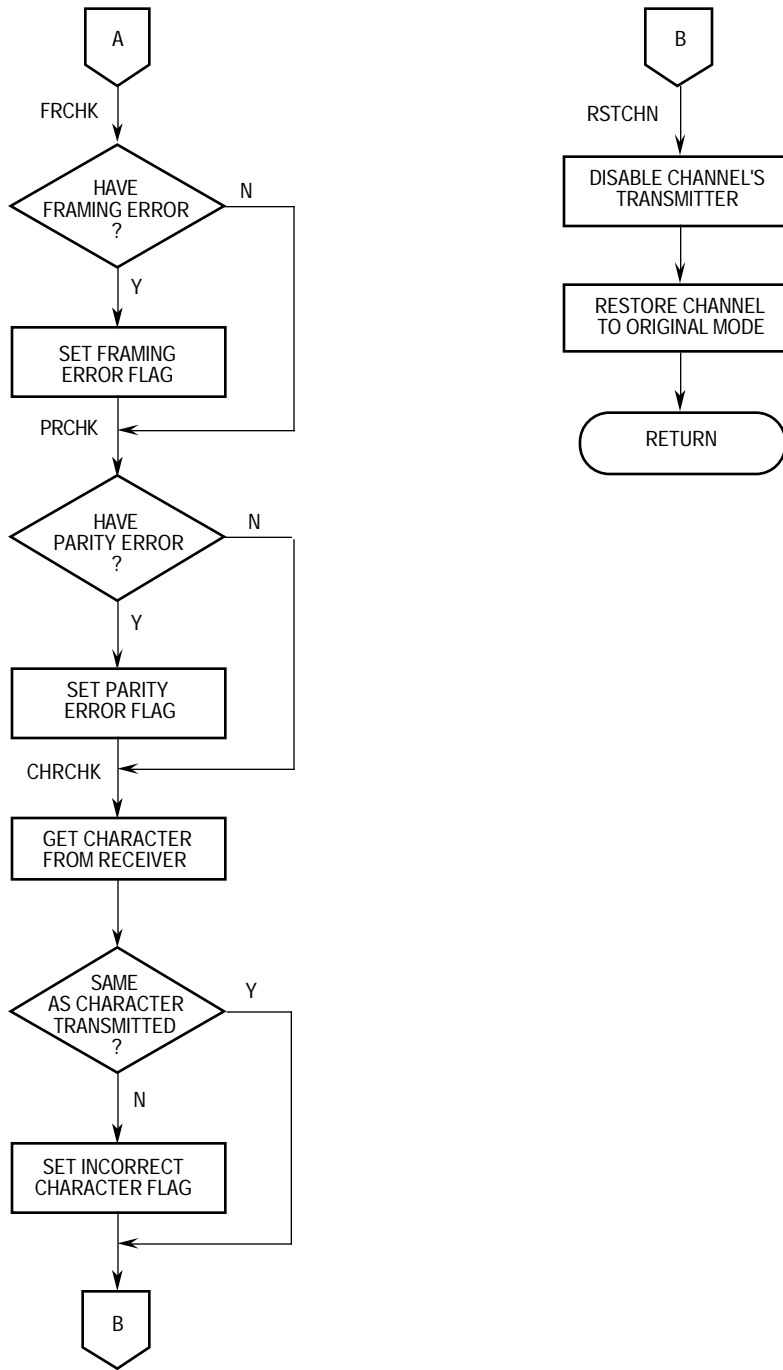 A
FRCHK
HAVE
FRAMING ERROR
?
N
Y
SET FRAMING
ERROR FLAG
PRCHK
HAVE
PARITY ERROR
?
N
Y
SET PARITY
ERROR FLAG
CHRCHK
GET CHARACTER
FROM RECEIVER
SAME
AS CHARACTER
TRANSMITTED
?
Y
N
SET INCORRECT
CHARACTER FLAG
B
B
RSTCHN
DISABLE CHANNEL'S
TRANSMITTER
RESTORE CHANNEL
TO ORIGINAL MODE
RETURN